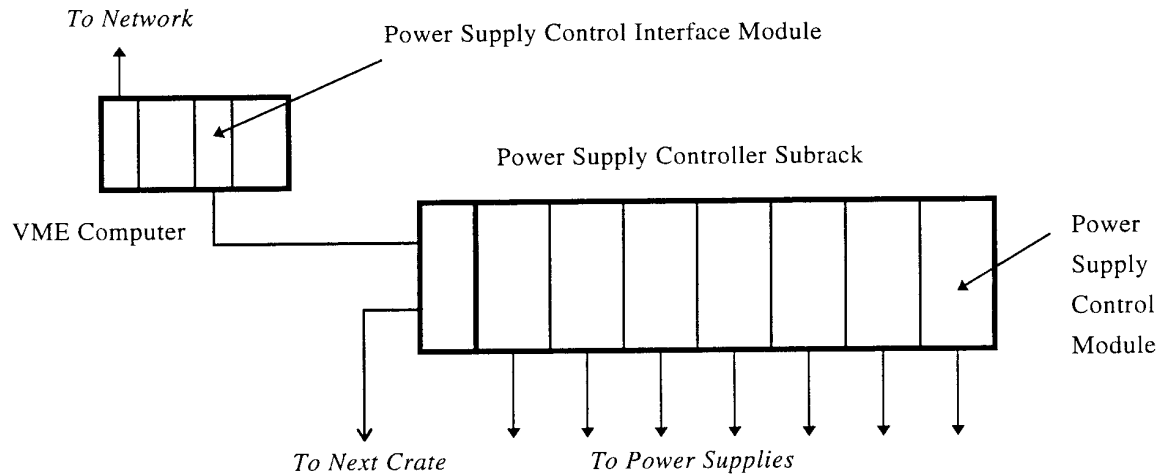 To Network
Power Supply Control Interface Module
Power Supply Controller Subrack
VME Computer
Power
Supply
Control
Module
To Next Crate
To Power Supplies